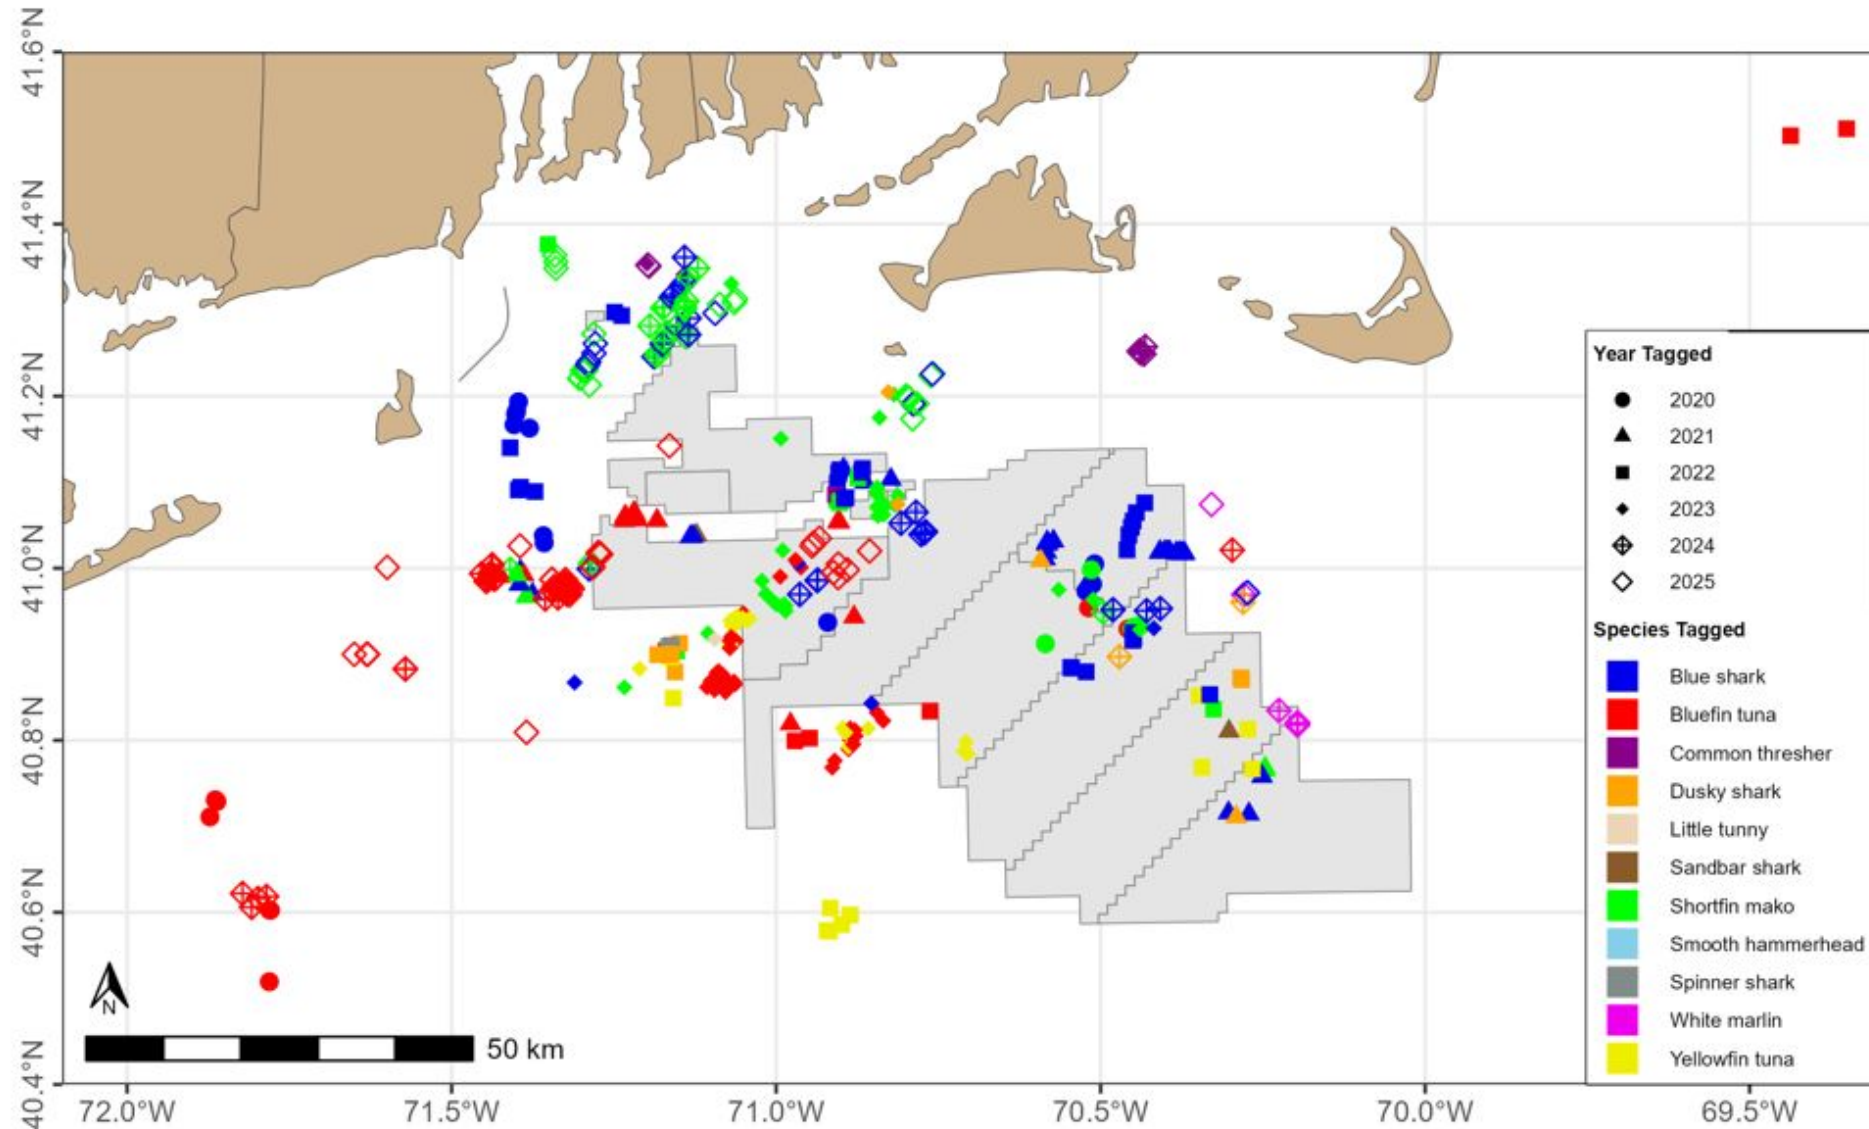 41.6°N
41.4°N
41.2°N
41.0°N
40.8°N
40.6°N
40.4°N
72.0°W
71.5°W
71.0°W
70.5°W
70.0°W
69.5°W
N
50 km
Year Tagged
2020
2021
2022
2023
2024
2025
Species Tagged
Blue shark
Bluefin tuna
Common thresher
Dusky shark
Little tunny
Sandbar shark
Shortfin mako
Smooth hammerhead
Spinner shark
White marlin
Yellowfin tuna